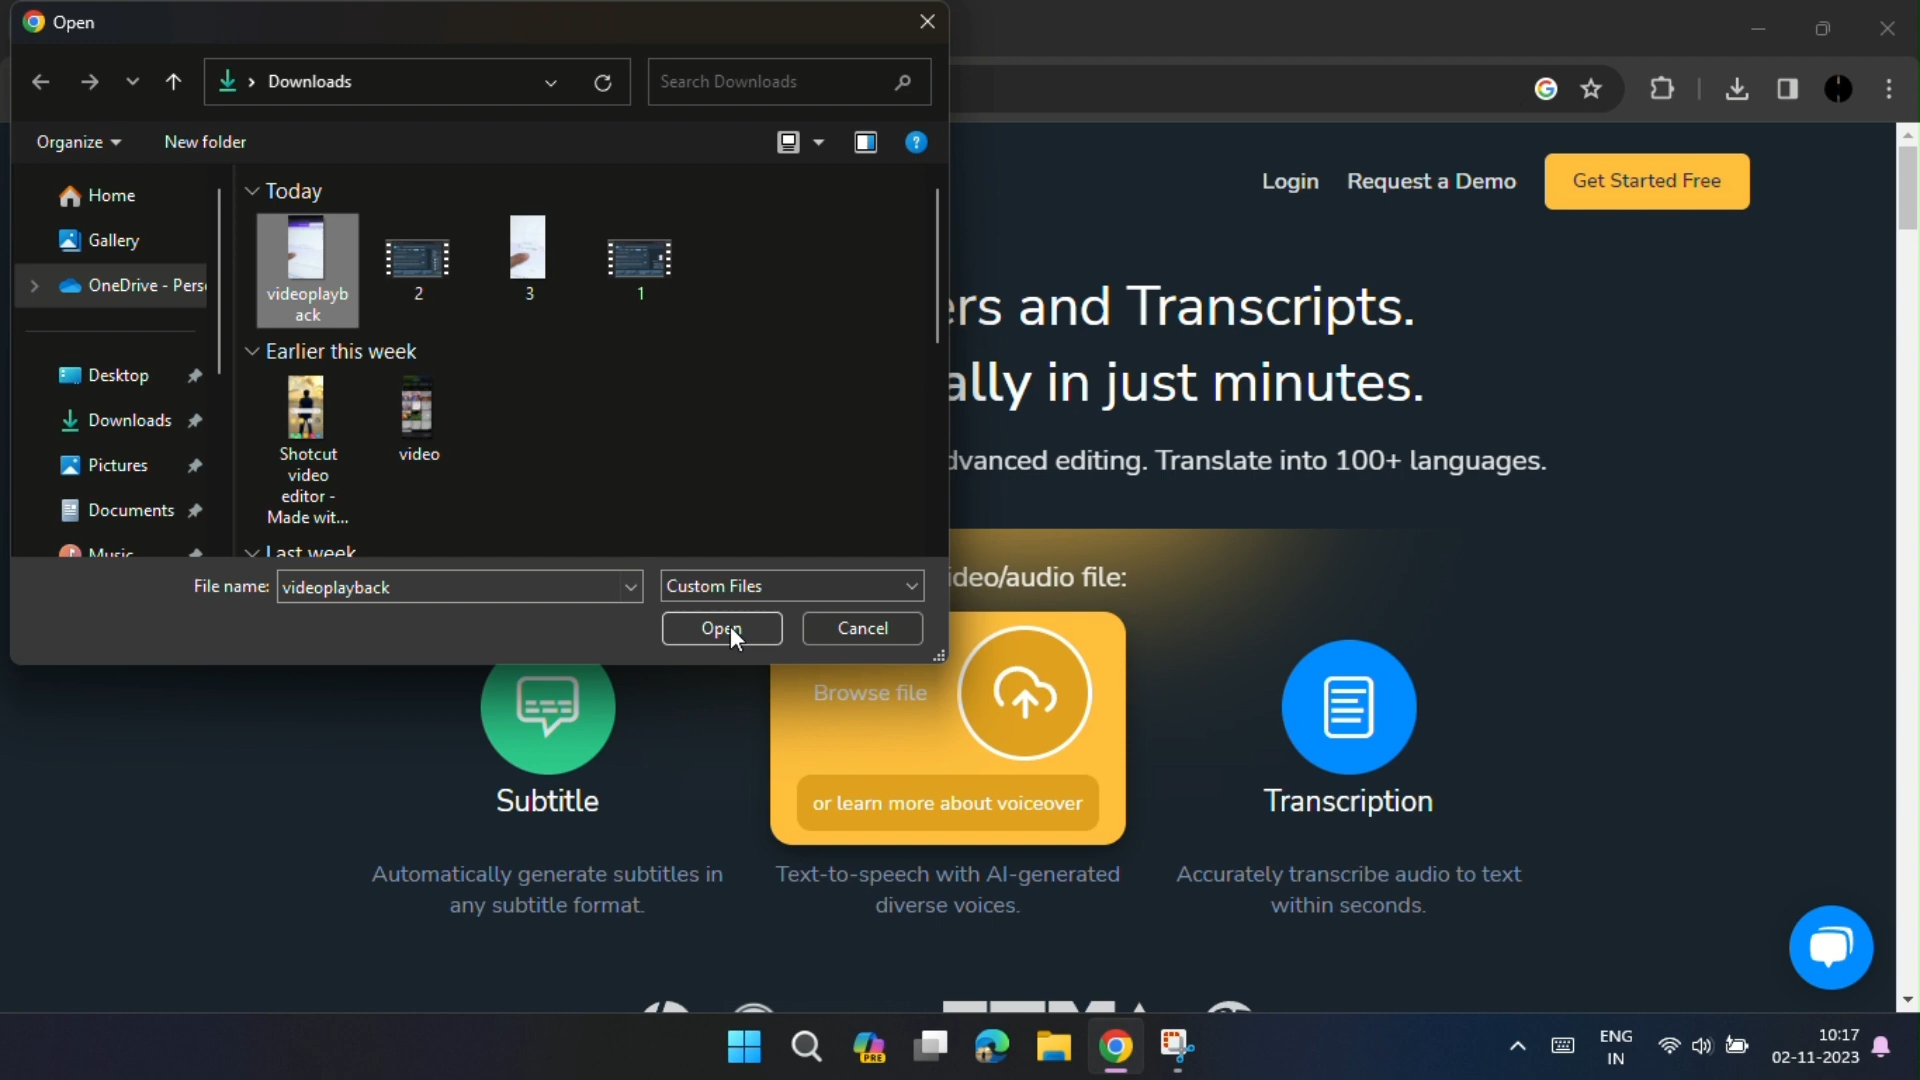 Open
Downloads
Search Downloads
Organize
New folder
Home
Gallery
OneDrive - Pers
Desktop
Downloads
Pictures
Documents
Music
Today
videoplayb
ack
2
3
1
Earlier this week
Shotcut
video
editor -
Made wit...
video
Last week
File name:
videoplayback
Custom Files
Open
Cancel
Login
Request a Demo
Get Started Free
ers and Transcripts.
ally in just minutes.
dvanced editing. Translate into 100+ languages.
ideo/audio file:
Browse file
or learn more about voiceover
Subtitle
Automatically generate subtitles in
any subtitle format.
Text-to-speech with AI-generated
diverse voices.
Transcription
Accurately transcribe audio to text
within seconds.
PRE
ENG
IN
10:17
02-11-2023